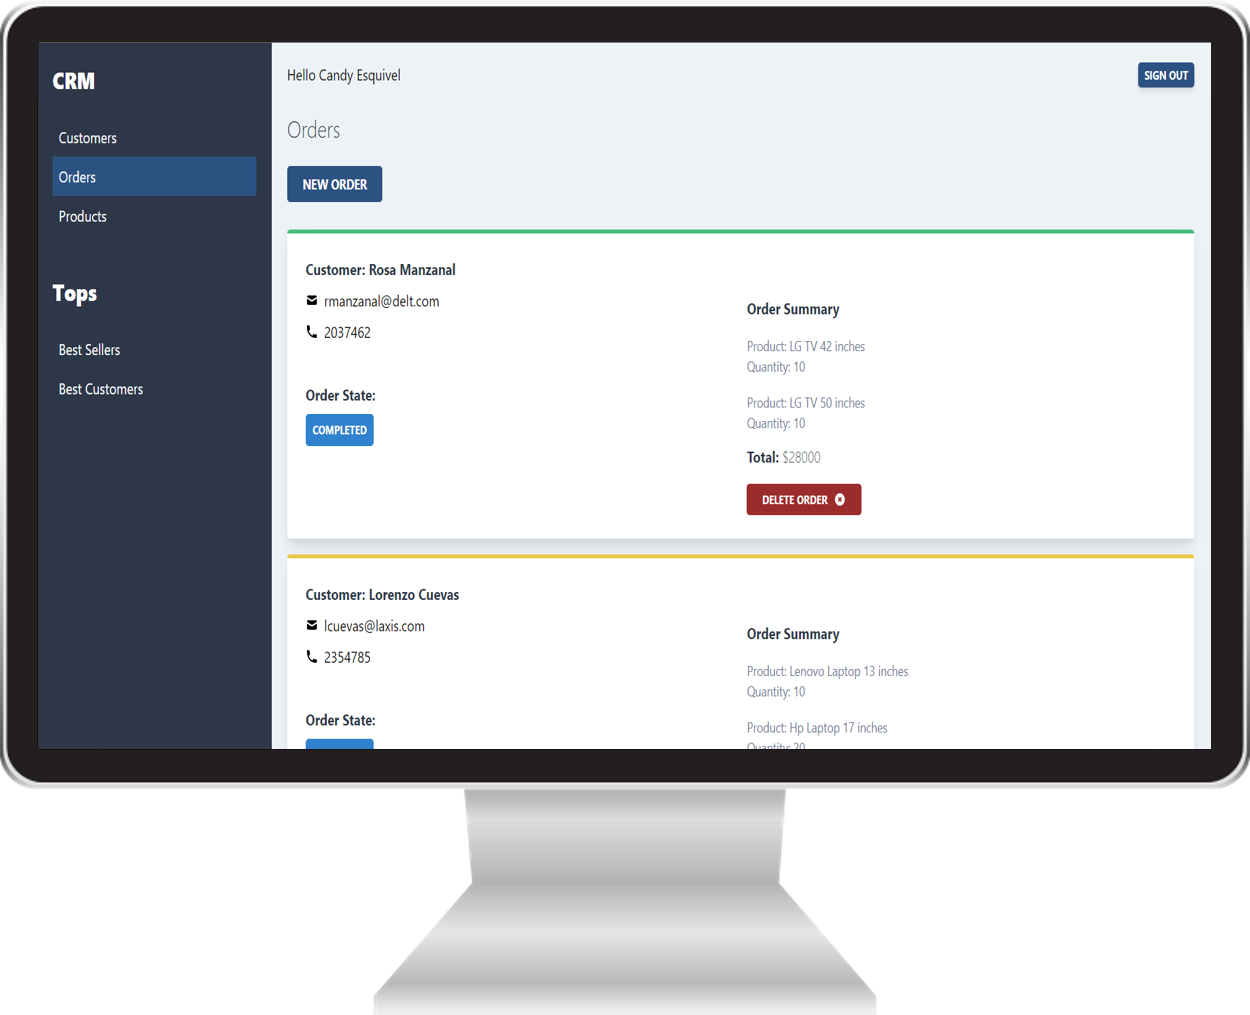 CRM
Customers
Orders
Products
Tops
Best Sellers
Best Customers
Hello Candy Esquivel
SIGN OUT
Orders
NEW ORDER
Customer: Rosa Manzanal
rmanzanal@delt.com
2037462
Order State:
COMPLETED
Order Summary
Product: LG TV 42 inches
Quantity: 10
Product: LG TV 50 inches
Quantity: 10
Total: $28000
DELETE ORDER
Customer: Lorenzo Cuevas
lcuevas@laxis.com
2354785
Order State:
Order Summary
Product: Lenovo Laptop 13 inches
Quantity: 10
Product: Hp Laptop 17 inches
Quantity: 20